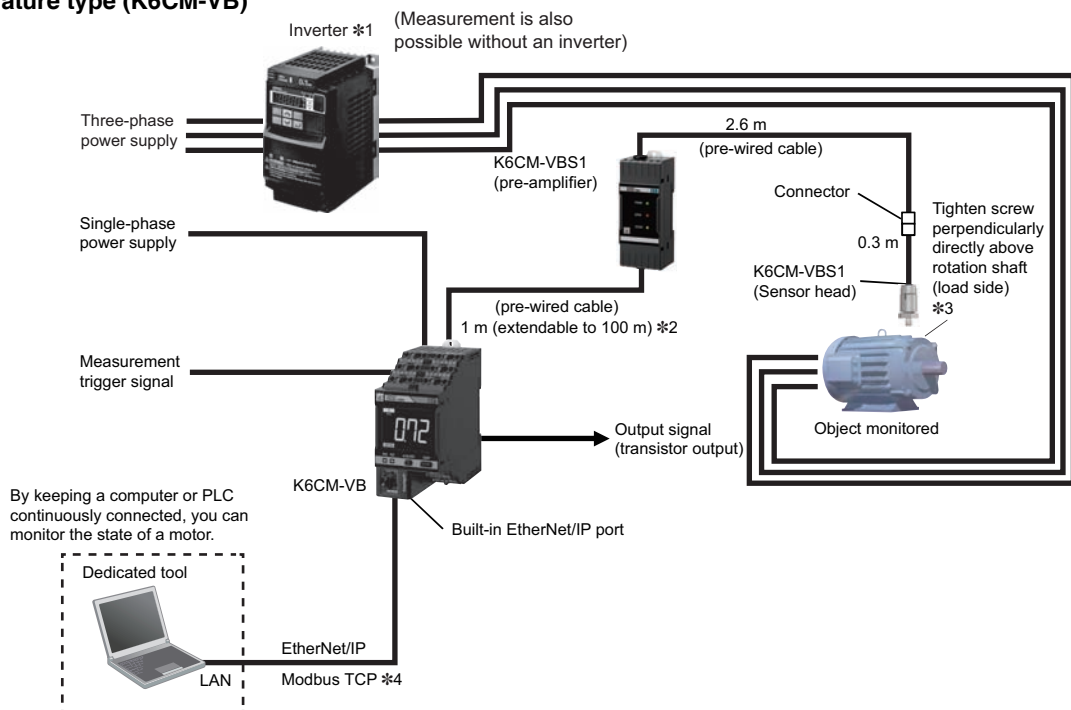 ature type (K6CM-VB)
Inverter ✻1
(Measurement is also
possible without an inverter)
Three-phase
power supply
2.6 m
(pre-wired cable)
K6CM-VBS1
(pre-amplifier)
Connector
Tighten screw
perpendicularly
directly above
rotation shaft
(load side)
✻3
0.3 m
Single-phase
power supply
K6CM-VBS1
(Sensor head)
(pre-wired cable)
1 m (extendable to 100 m) ✻2
Measurement
trigger signal
0.72
Output signal
(transistor output)
Object monitored
K6CM-VB
By keeping a computer or PLC
continuously connected, you can
monitor the state of a motor.
Built-in EtherNet/IP port
Dedicated tool
EtherNet/IP
LAN
Modbus TCP ✻4